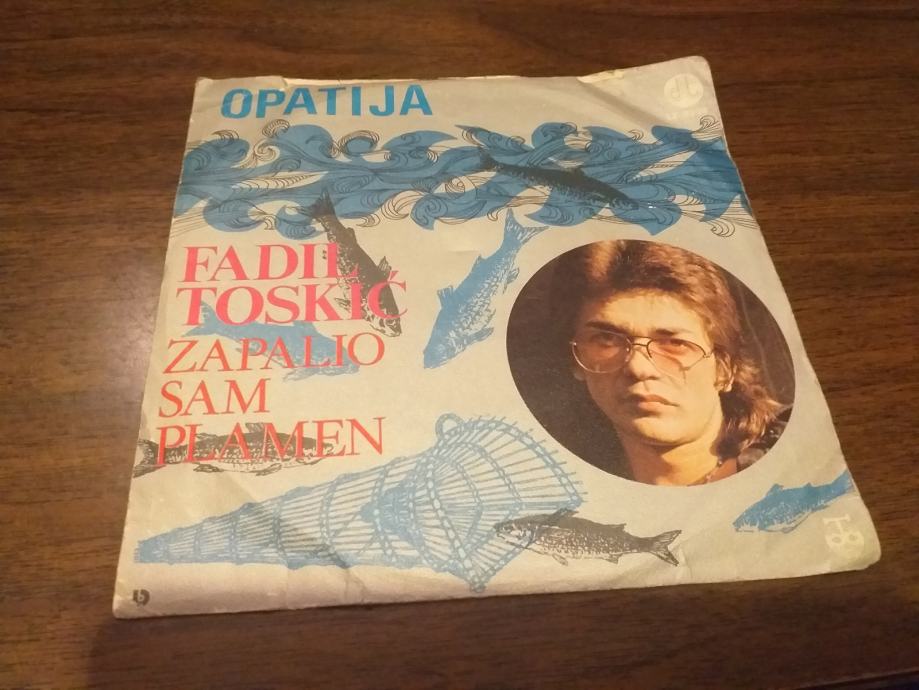 OPATIJA
FADIL
TOSKIĆ
ZAPALIO
SAM
PLAMEN